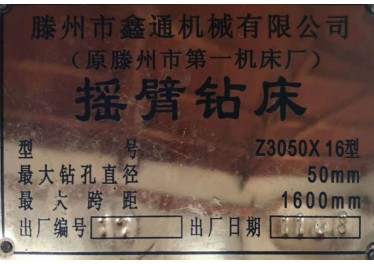 滕州市鑫通机械有限公司
（原滕州市第一机床厂）
摇臂钻床
型号 Z3050X16型
最大钻孔直径 50mm
最大跨距 1600mm
出厂编号 出厂日期